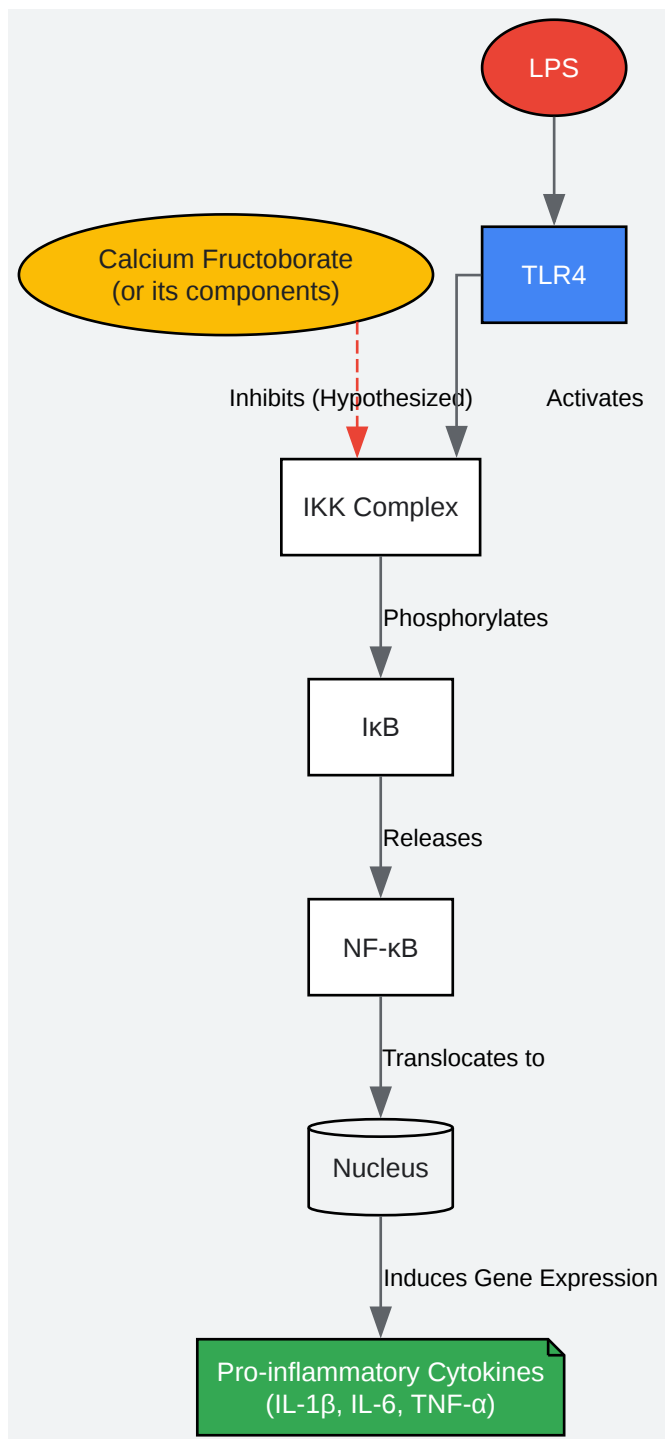 LPS
Calcium Fructoborate
(or its components)
TLR4
Inhibits (Hypothesized)
Activates
IKK Complex
Phosphorylates
IκB
Releases
NF-κB
Translocates to
Nucleus
Induces Gene Expression
Pro-inflammatory Cytokines
(IL-1β, IL-6, TNF-α)